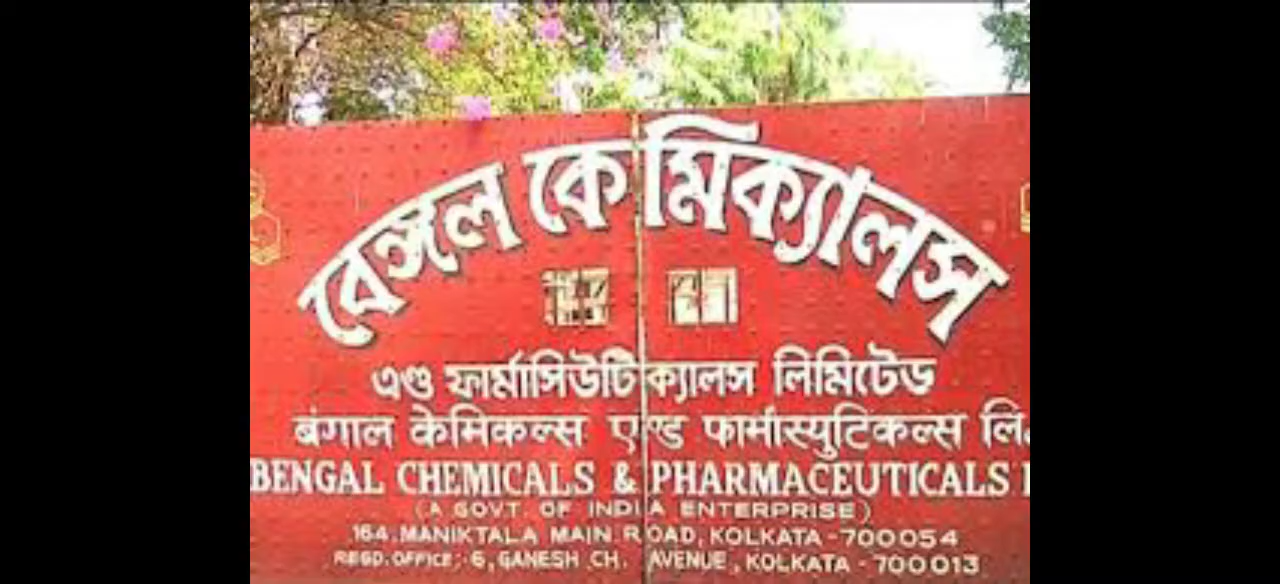 বেঙ্গল কেমিক্যালস
এণ্ড ফার্মাসিউটিক্যালস লিমিটেড
बंगाल केमिकल्स एण्ड फार्मास्युटिकल्स लि.
BENGAL CHEMICALS & PHARMACEUTICALS
(A GOVT. OF INDIA ENTERPRISE)
164.MANIKTALA MAIN ROAD, KOLKATA-700054
REGD.OFFICE:-6,GANESH CH. AVENUE, KOLKATA-700013